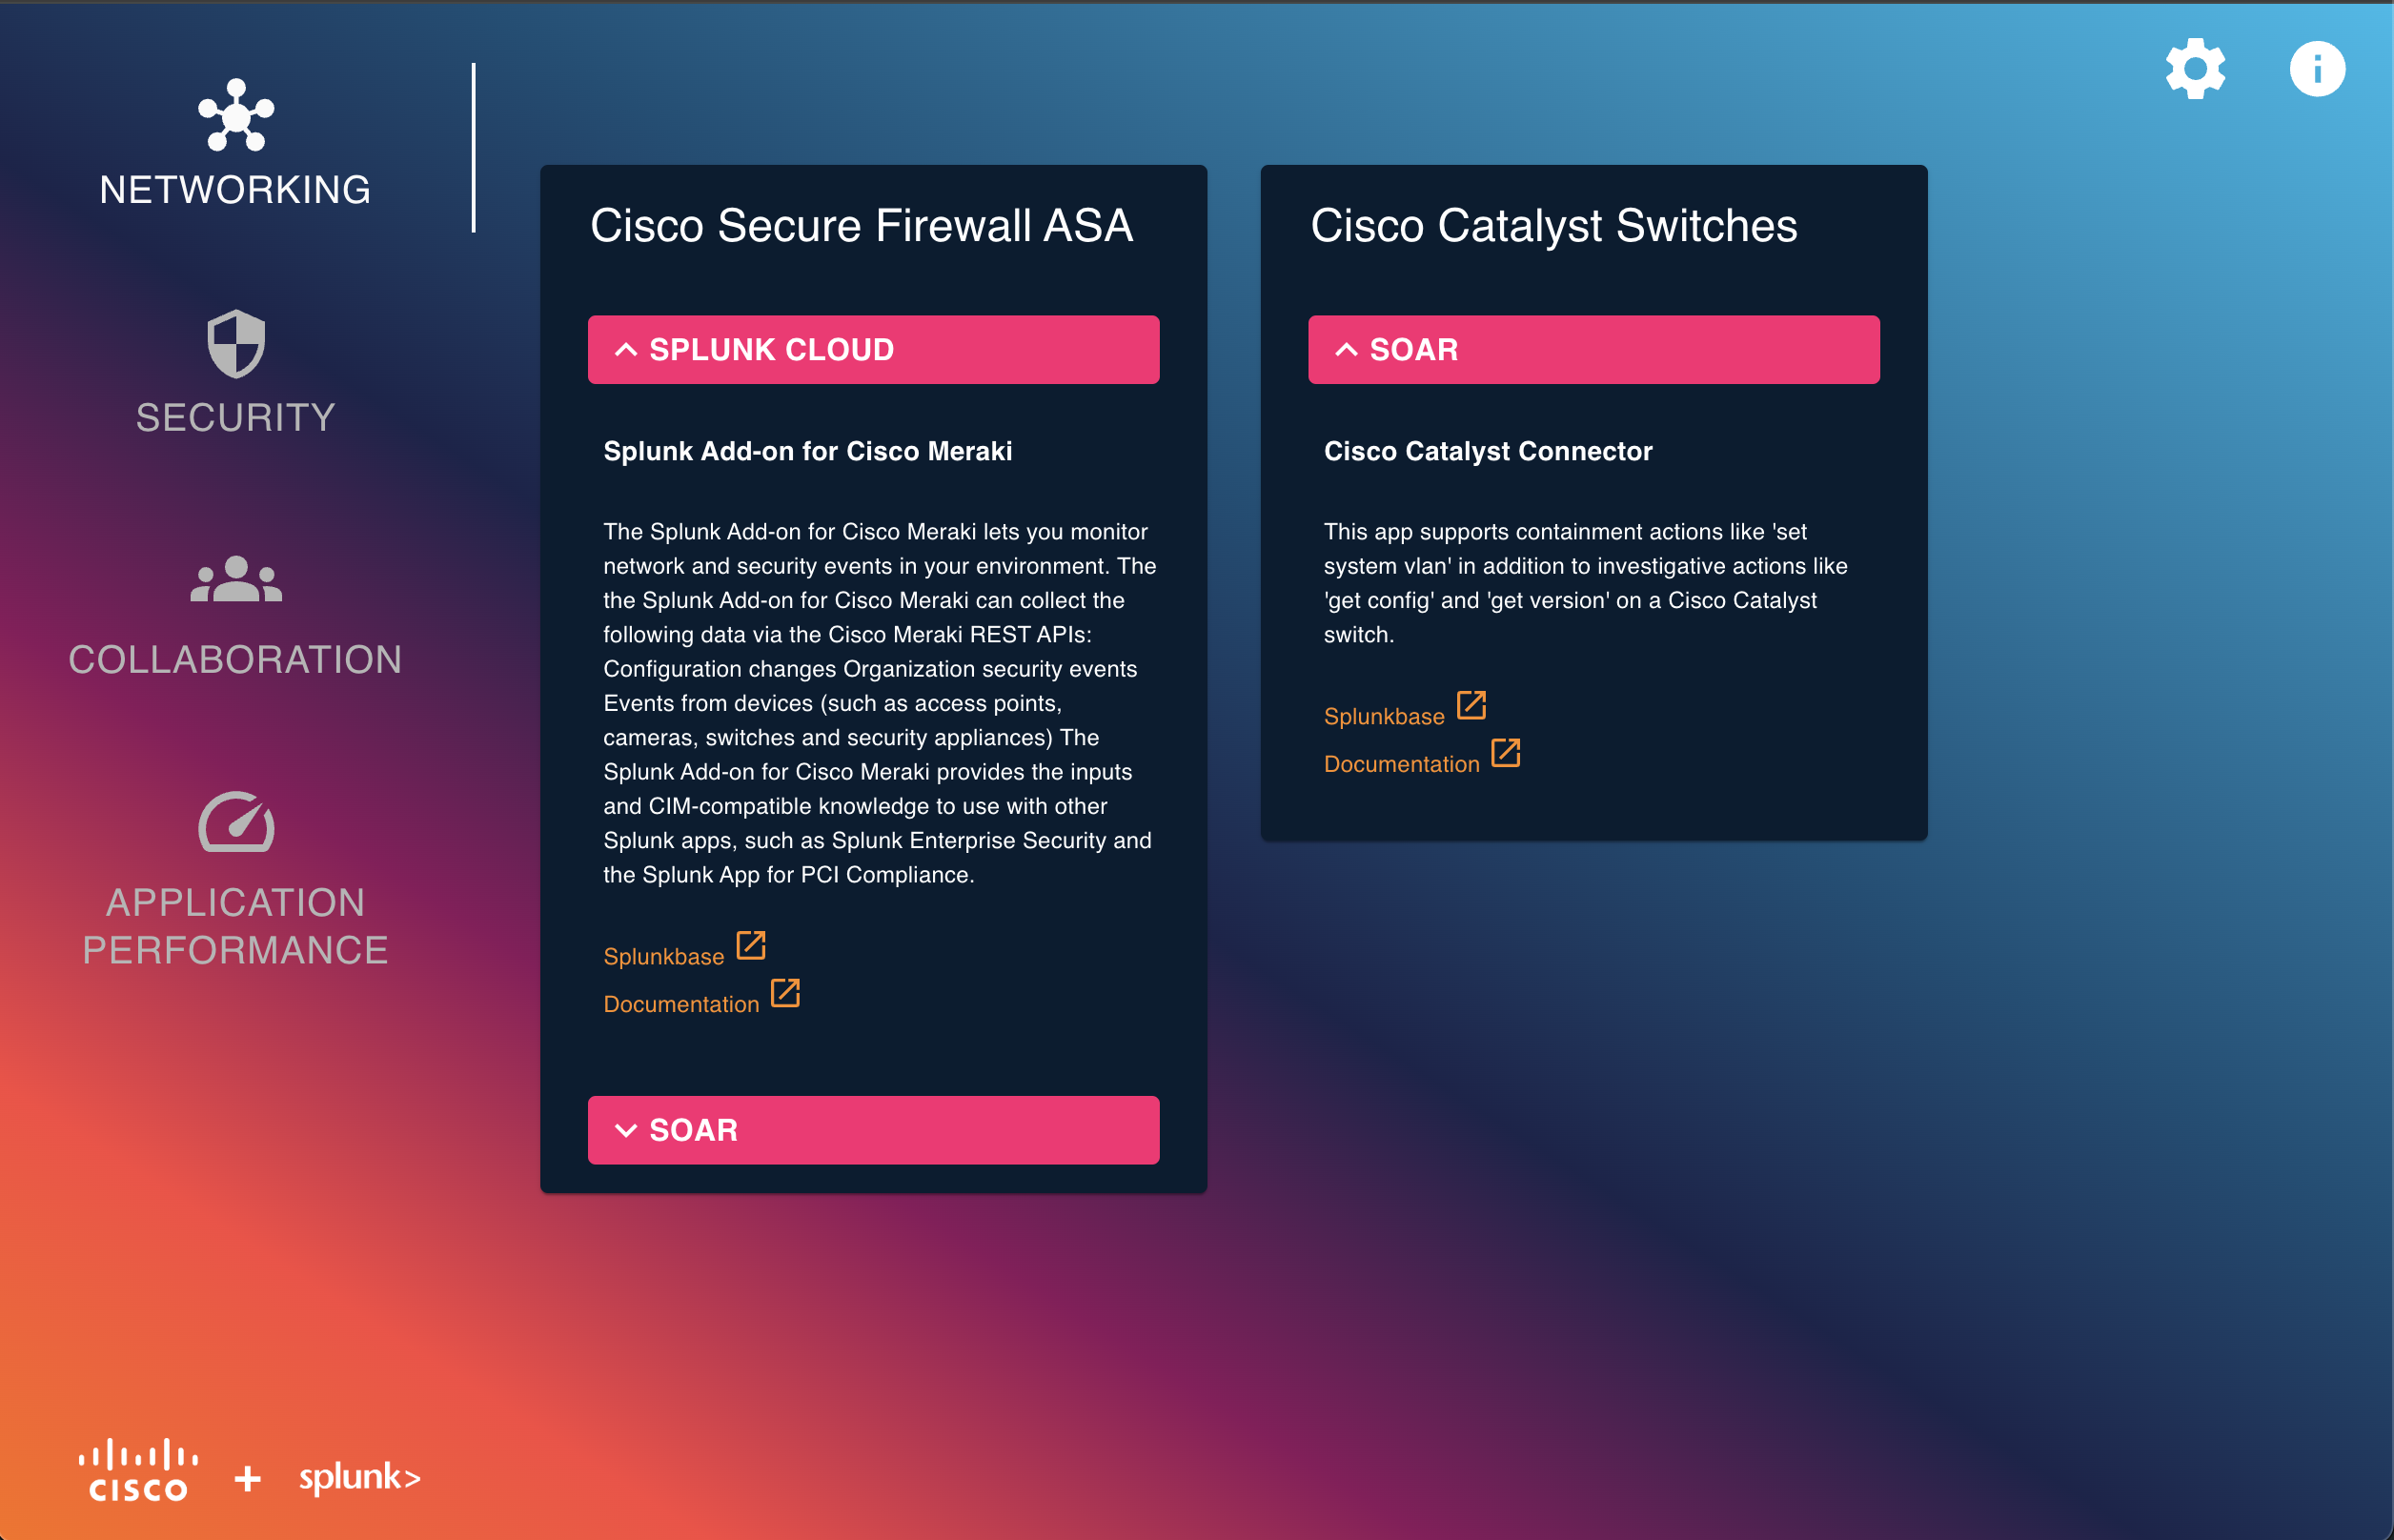 NETWORKING
SECURITY
COLLABORATION
APPLICATION
PERFORMANCE
Cisco Secure Firewall ASA
SPLUNK CLOUD
Splunk Add-on for Cisco Meraki
The Splunk Add-on for Cisco Meraki lets you monitor
network and security events in your environment. The
the Splunk Add-on for Cisco Meraki can collect the
following data via the Cisco Meraki REST APIs:
Configuration changes Organization security events
Events from devices (such as access points,
cameras, switches and security appliances) The
Splunk Add-on for Cisco Meraki provides the inputs
and CIM-compatible knowledge to use with other
Splunk apps, such as Splunk Enterprise Security and
the Splunk App for PCI Compliance.
Splunkbase
Documentation
SOAR
Cisco Catalyst Switches
SOAR
Cisco Catalyst Connector
This app supports containment actions like 'set
system vlan' in addition to investigative actions like
'get config' and 'get version' on a Cisco Catalyst
switch.
Splunkbase
Documentation
CISCO + splunk>